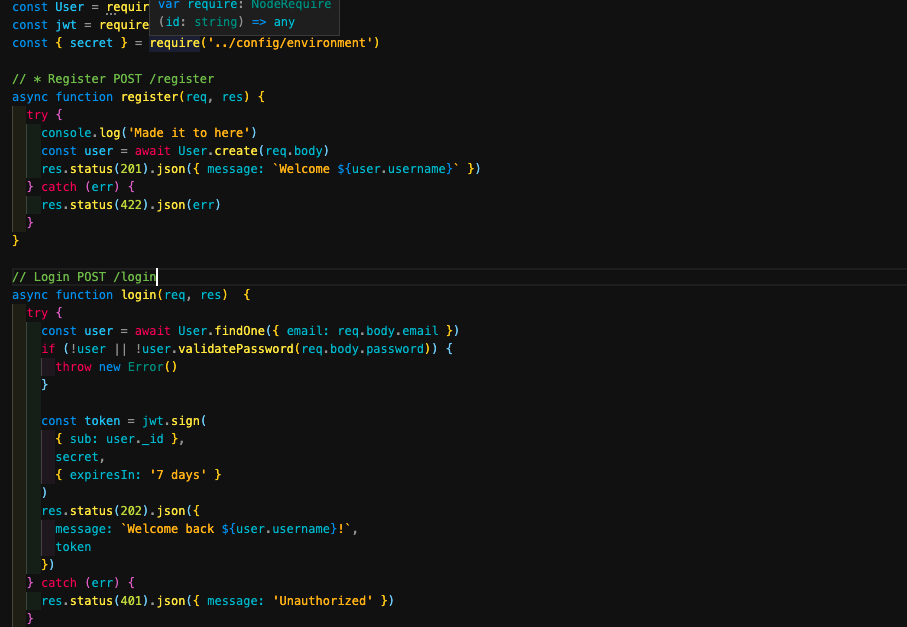 const User = requir
var require: NodeRequire
const jwt = require
(id: string) => any
const { secret } = require('../config/environment')
// * Register POST /register
async function register(req, res) {
try {
console.log('Made it to here')
const user = await User.create(req.body)
res.status(201).json({ message: `Welcome ${user.username}` })
} catch (err) {
res.status(422).json(err)
}
}
// Login POST /login
async function login(req, res)  {
try {
const user = await User.findOne({ email: req.body.email })
if (!user || !user.validatePassword(req.body.password)) {
throw new Error()
}
const token = jwt.sign(
{ sub: user._id },
secret,
{ expiresIn: '7 days' }
)
res.status(202).json({
message: `Welcome back ${user.username}!`,
token
})
} catch (err) {
res.status(401).json({ message: 'Unauthorized' })
}